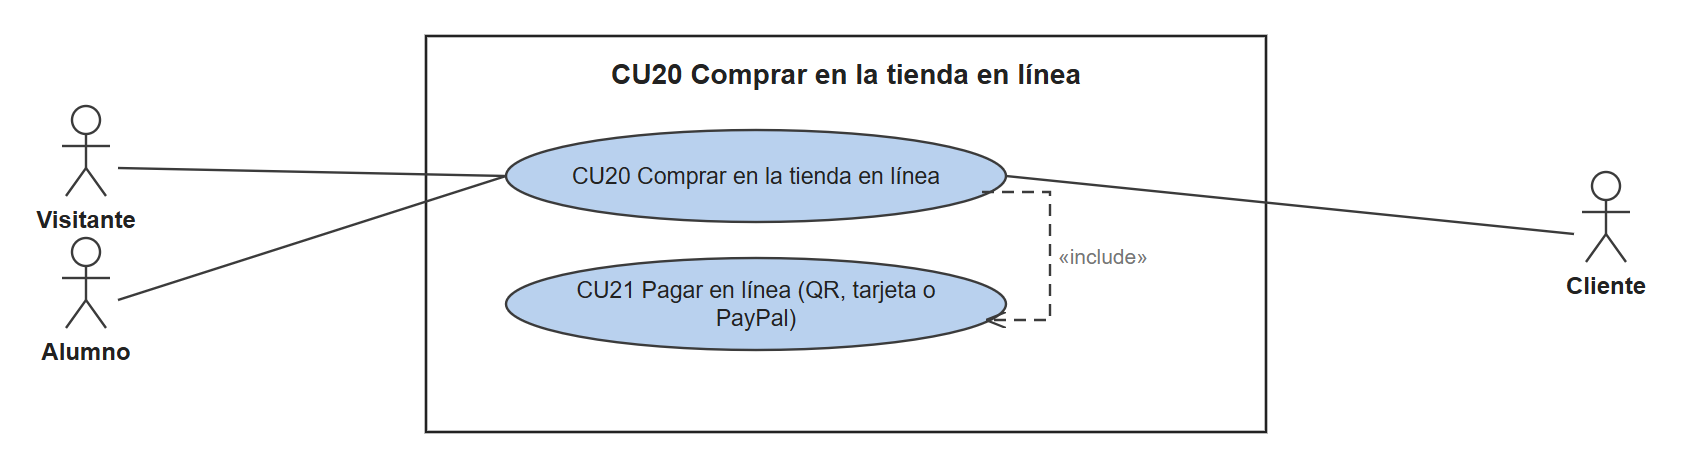 CU20 Comprar en la tienda en línea
CU20 Comprar en la tienda en línea
Visitante
«include»
CU21 Pagar en línea (QR, tarjeta o
PayPal)
Cliente
Alumno